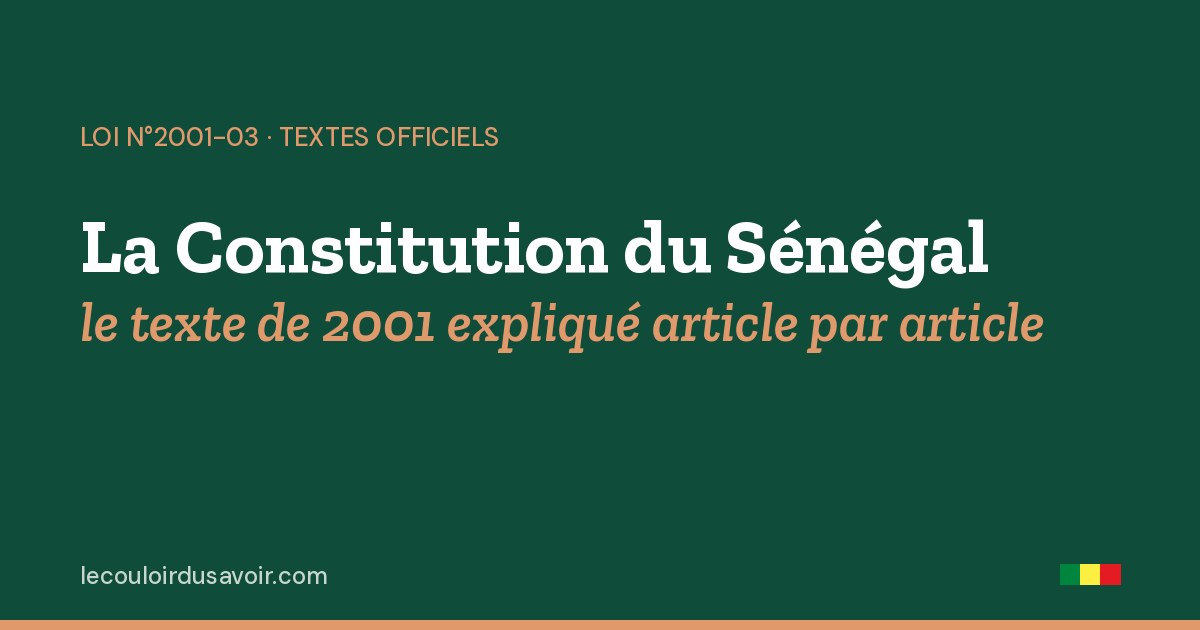 LOI N°2001–03 · TEXTES OFFICIELS
La Constitution du Sénégal
le texte de 2001 expliqué article par article
lecouloirdusavoir.com